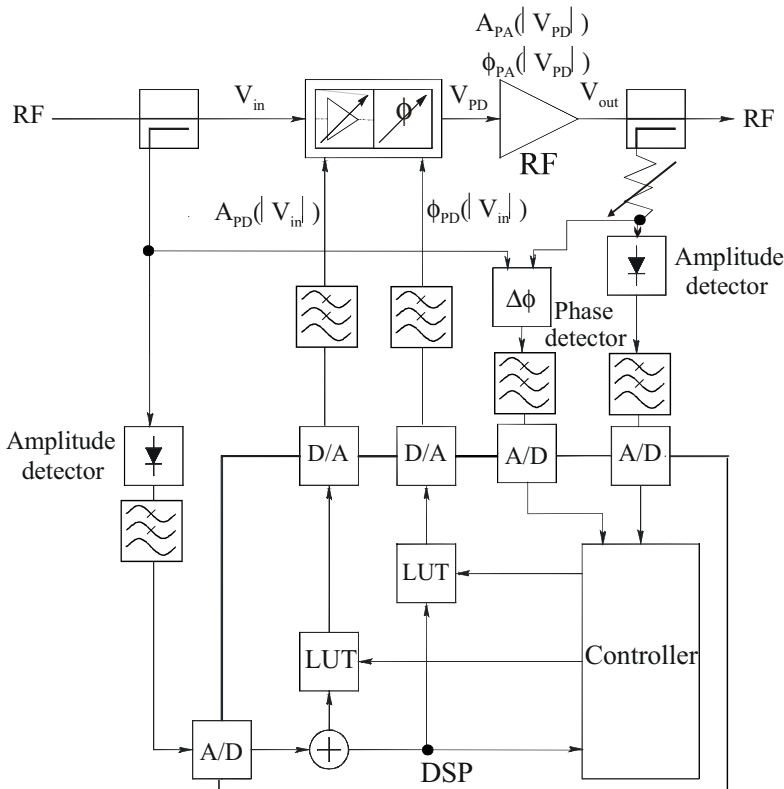 A_PA(|V_PD|)
ϕ_PA(|V_PD|)
RF
V_in
ϕ
V_PD
V_out
RF
RF
A_PD(|V_in|)
ϕ_PD(|V_in|)
Δϕ
Phase
detector
Amplitude
detector
Amplitude
detector
D/A
D/A
A/D
A/D
LUT
LUT
Controller
A/D
+
DSP